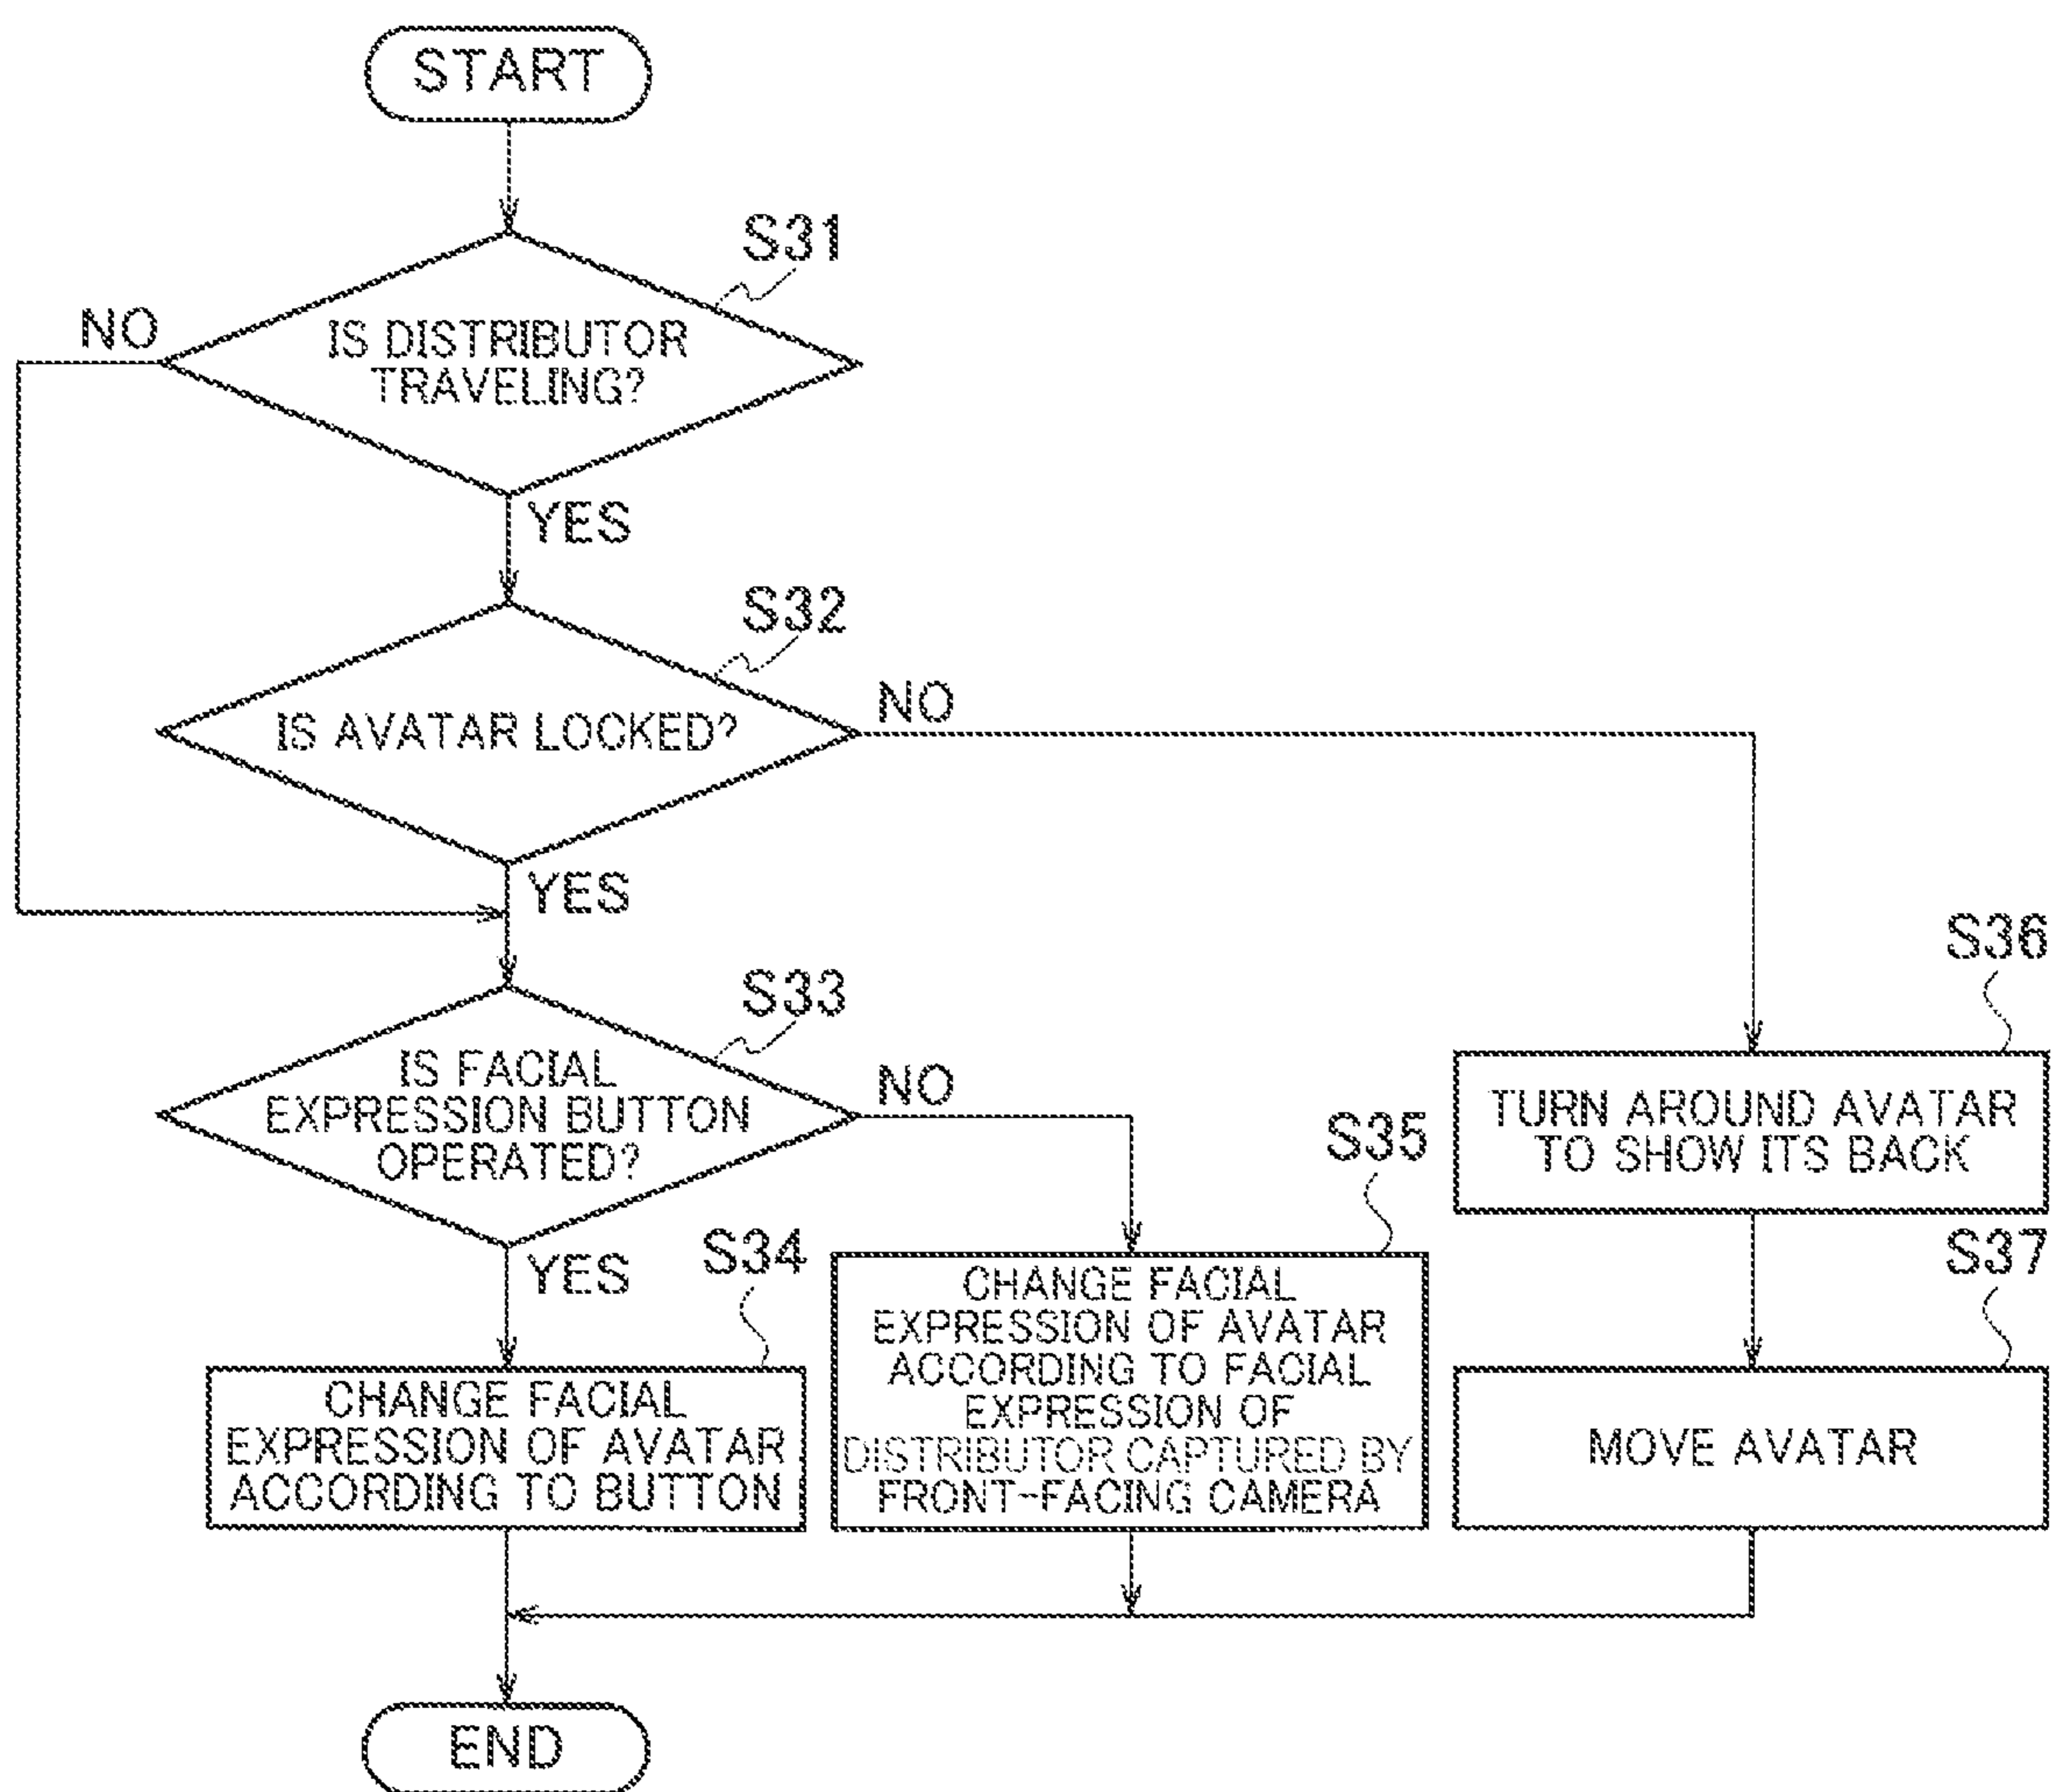 START
S31
NO
IS DISTRIBUTOR
TRAVELING?
YES
S32
NO
IS AVATAR LOCKED?
YES
S33
NO
IS FACIAL
EXPRESSION BUTTON
OPERATED?
YES
S34
CHANGE FACIAL
EXPRESSION OF AVATAR
ACCORDING TO BUTTON
S35
CHANGE FACIAL
EXPRESSION OF AVATAR
ACCORDING TO FACIAL
EXPRESSION OF
DISTRIBUTOR CAPTURED BY
FRONT-FACING CAMERA
S36
TURN AROUND AVATAR
TO SHOW ITS BACK
S37
MOVE AVATAR
END